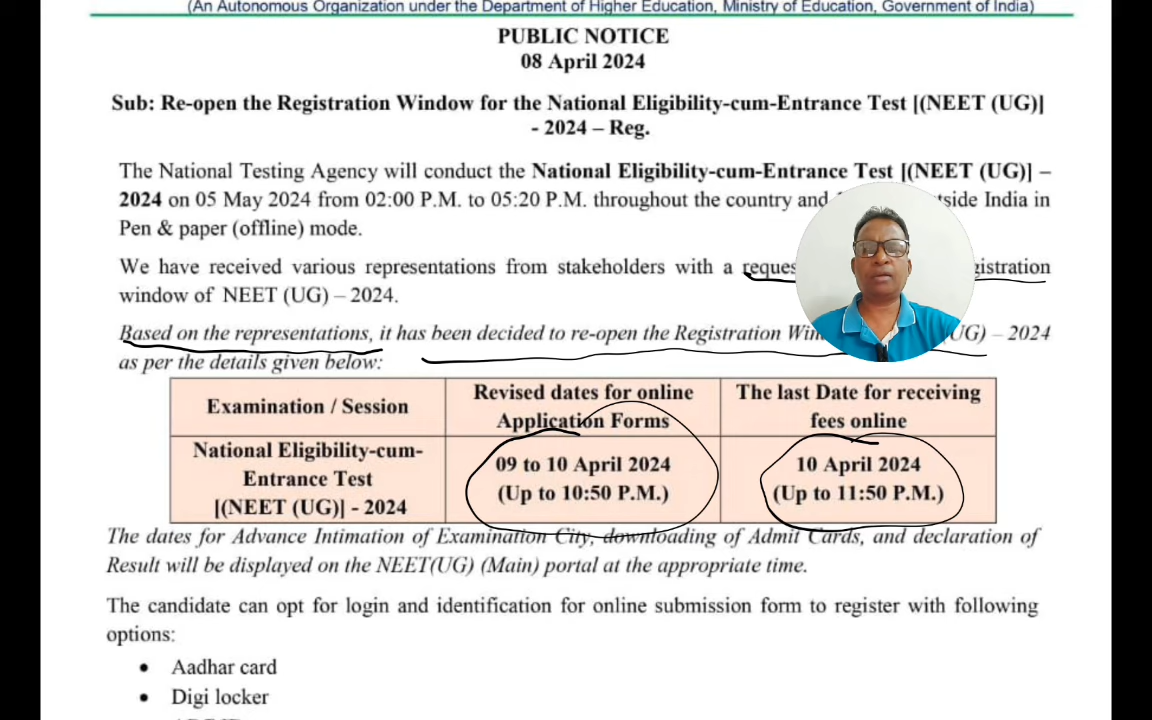 (An Autonomous Organization under the Department of Higher Education, Ministry of Education, Government of India)
PUBLIC NOTICE
08 April 2024
Sub: Re-open the Registration Window for the National Eligibility-cum-Entrance Test [(NEET (UG)]
- 2024 – Reg.
The National Testing Agency will conduct the National Eligibility-cum-Entrance Test [(NEET (UG)] –
2024 on 05 May 2024 from 02:00 P.M. to 05:20 P.M. throughout the country and India in
Pen & paper (offline) mode.
We have received various representations from stakeholders with a
window of NEET (UG) – 2024.
Based on the representations, it has been decided to re-open the Registration UG) – 2024
as per the details given below:
Examination / Session
Revised dates for online
Application Forms
The last Date for receiving
fees online
National Eligibility-cum-
Entrance Test
[(NEET (UG)] - 2024
09 to 10 April 2024
(Up to 10:50 P.M.)
10 April 2024
(Up to 11:50 P.M.)
The dates for Advance Intimation of Examination City, downloading of Admit Cards, and declaration of
Result will be displayed on the NEET(UG) (Main) portal at the appropriate time.
The candidate can opt for login and identification for online submission form to register with following
options:
• Aadhar card
• Digi locker